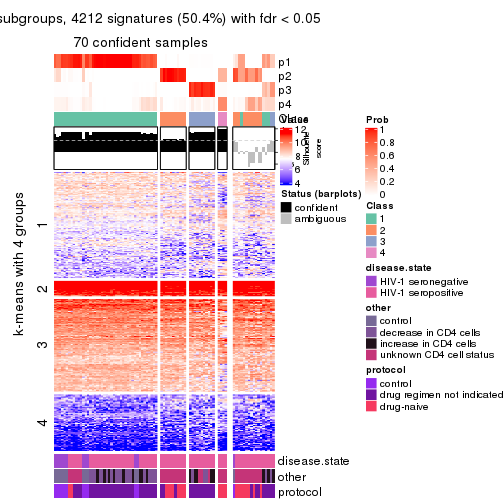 subgroups, 4212 signatures (50.4%) with fdr < 0.05
70 confident samples
p1
p2
p3
p4
Class
Silhouette
score
k-means with 4 groups
1
2
3
4
disease.state
other
protocol
Value
12
10
8
6
4
Status (barplots)
confident
ambiguous
Prob
1
0.8
0.6
0.4
0.2
0
Class
1
2
3
4
disease.state
HIV-1 seronegative
HIV-1 seropositive
other
control
decrease in CD4 cells
increase in CD4 cells
unknown CD4 cell status
protocol
control
drug regimen not indicated
drug-naive